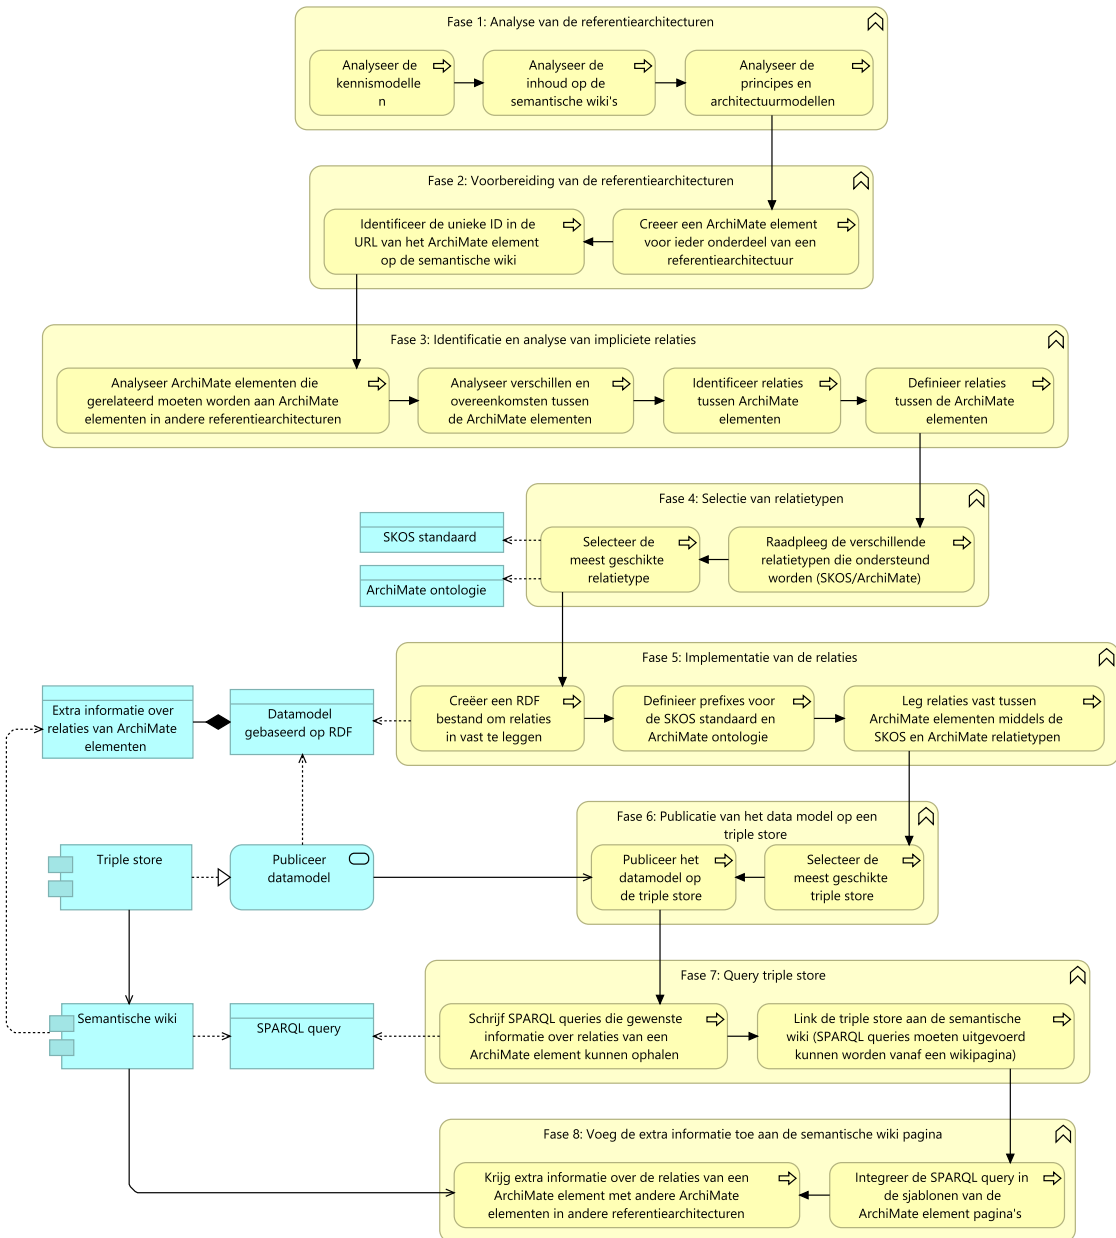 Fase 1: Analyse van de referentiearchitecturen
Analyseer de
kennismodelle
n
Analyseer de
inhoud op de
semantische wiki's
Analyseer de
principes en
architectuurmodellen
Fase 2: Voorbereiding van de referentiearchitecturen
Identificeer de unieke ID in de
URL van het ArchiMate element
op de semantische wiki
Creeer een ArchiMate element
voor ieder onderdeel van een
referentiearchitectuur
Fase 3: Identificatie en analyse van impliciete relaties
Analyseer ArchiMate elementen die
gerelateerd moeten worden aan ArchiMate
elementen in andere referentiearchitecturen
Analyseer verschillen en
overeenkomsten tussen
de ArchiMate elementen
Identificeer relaties
tussen ArchiMate
elementen
Definieer relaties
tussen de ArchiMate
elementen
Fase 4: Selectie van relatietypen
SKOS standaard
ArchiMate ontologie
Selecteer de
meest geschikte
relatietype
Raadpleeg de verschillende
relatietypen die ondersteund
worden (SKOS/ArchiMate)
Fase 5: Implementatie van de relaties
Extra informatie over
relaties van ArchiMate
elementen
Datamodel
gebaseerd op RDF
Creëer een RDF
bestand om relaties
in vast te leggen
Definieer prefixes voor
de SKOS standaard en
ArchiMate ontologie
Leg relaties vast tussen
ArchiMate elementen middels de
SKOS en ArchiMate relatietypen
Fase 6: Publicatie van het data model op een
triple store
Triple store
Publiceer
datamodel
Publiceer het
datamodel op
de triple store
Selecteer de
meest geschikte
triple store
Fase 7: Query triple store
Semantische wiki
SPARQL query
Schrijf SPARQL queries die gewenste
informatie over relaties van een
ArchiMate element kunnen ophalen
Link de triple store aan de semantische
wiki (SPARQL queries moeten uitgevoerd
kunnen worden vanaf een wikipagina)
Fase 8: Voeg de extra informatie toe aan de semantische wiki pagina
Krijg extra informatie over de relaties van een
ArchiMate element met andere ArchiMate
elementen in andere referentiearchitecturen
Integreer de SPARQL query in
de sjablonen van de
ArchiMate element pagina's